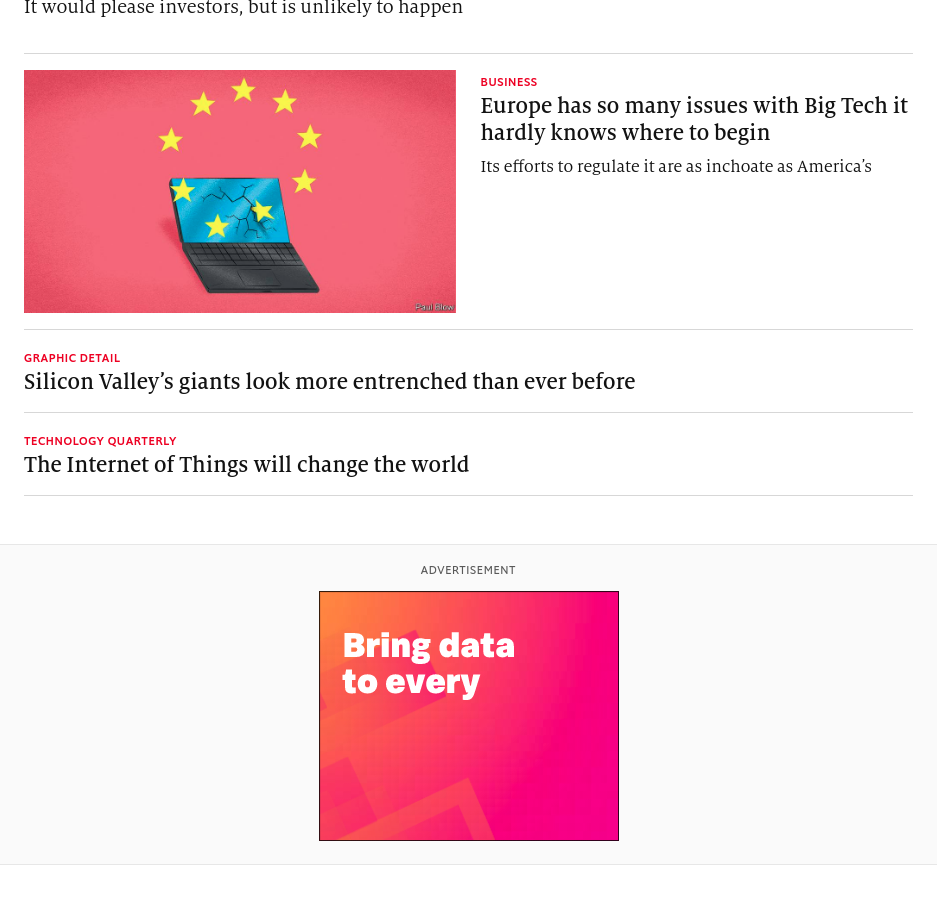 It would please investors, but is unlikely to happen
BUSINESS
Europe has so many issues with Big Tech it
hardly knows where to begin
Its efforts to regulate it are as inchoate as America’s
Paul Blow
GRAPHIC DETAIL
Silicon Valley’s giants look more entrenched than ever before
TECHNOLOGY QUARTERLY
The Internet of Things will change the world
ADVERTISEMENT
Bring data
to every